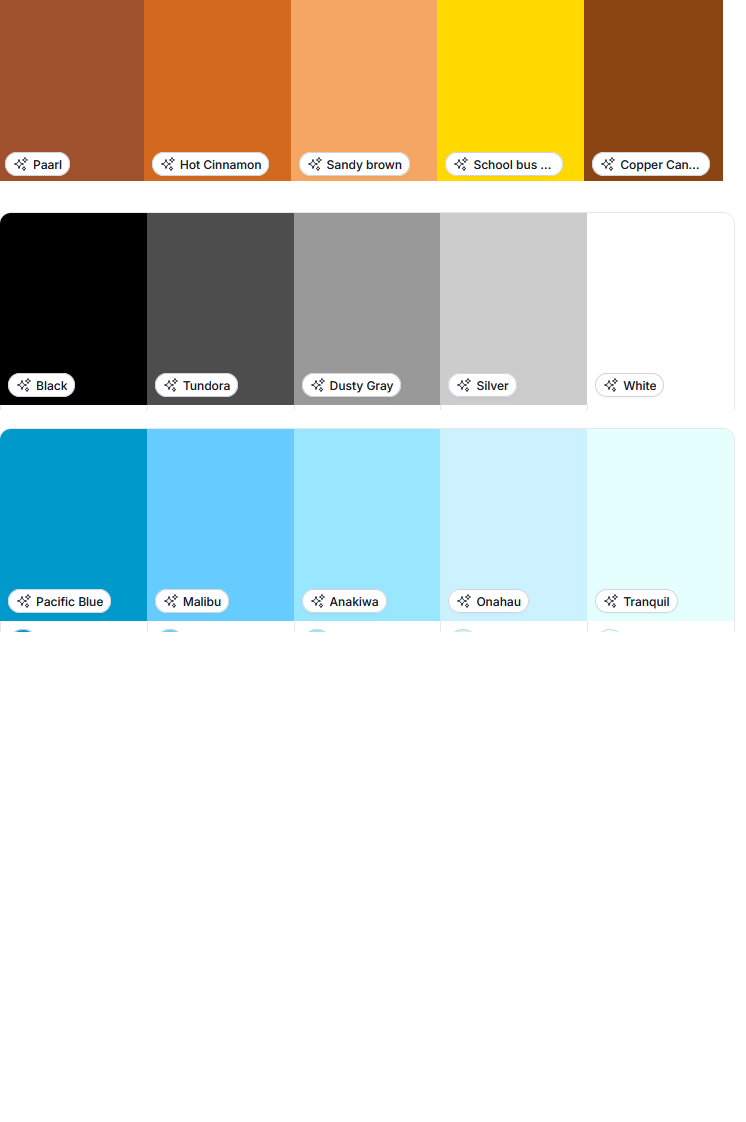 Paarl
Hot Cinnamon
Sandy brown
School bus ...
Copper Can...
Black
Tundora
Dusty Gray
Silver
White
Pacific Blue
Malibu
Anakiwa
Onahau
Tranquil